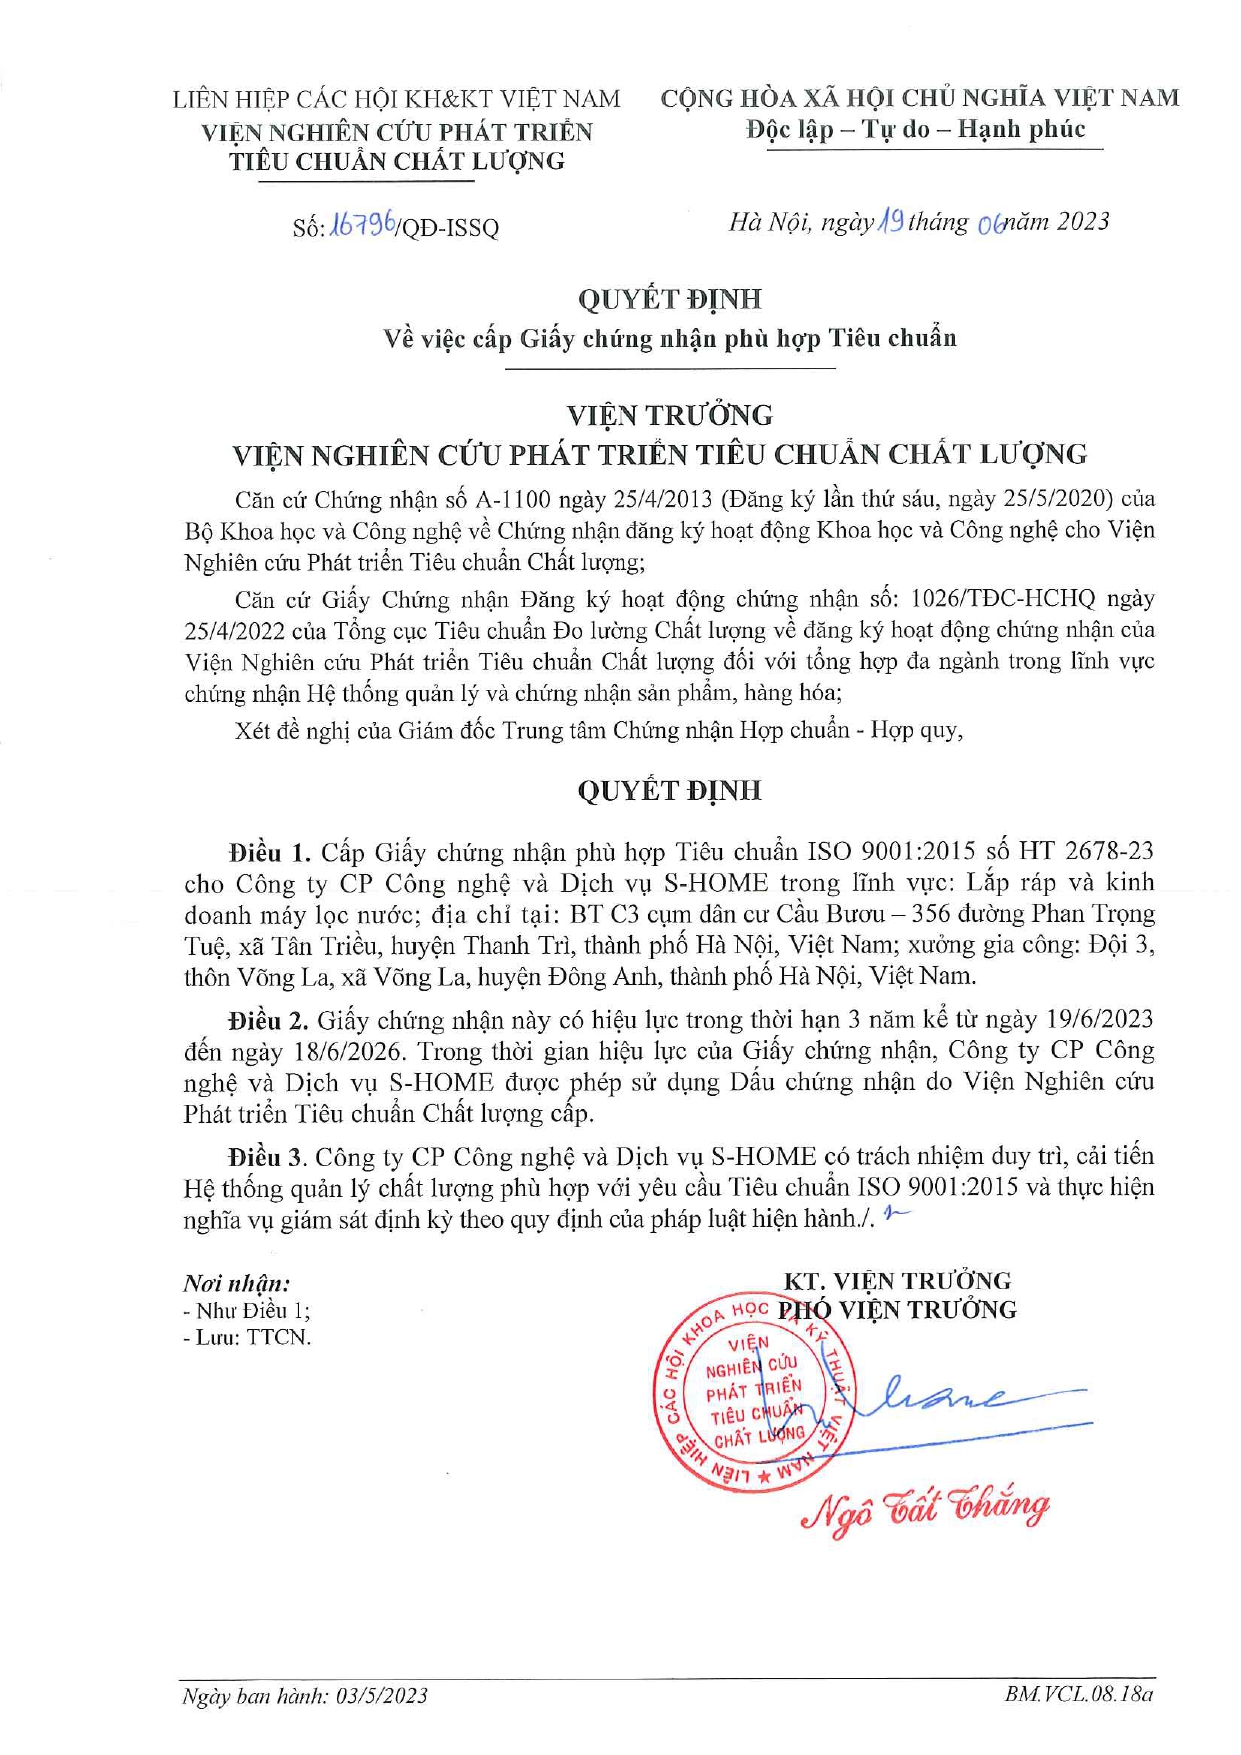 LIÊN HIỆP CÁC HỘI KH&KT VIỆT NAM
VIỆN NGHIÊN CỨU PHÁT TRIỂN
TIÊU CHUẨN CHẤT LƯỢNG
CỘNG HÒA XÃ HỘI CHỦ NGHĨA VIỆT NAM
Độc lập – Tự do – Hạnh phúc
Số: 16796/QĐ-ISSQ
Hà Nội, ngày 19 tháng 06 năm 2023
QUYẾT ĐỊNH
Về việc cấp Giấy chứng nhận phù hợp Tiêu chuẩn
VIỆN TRƯỞNG
VIỆN NGHIÊN CỨU PHÁT TRIỂN TIÊU CHUẨN CHẤT LƯỢNG
Căn cứ Chứng nhận số A-1100 ngày 25/4/2013 (Đăng ký lần thứ sáu, ngày 25/5/2020) của
Bộ Khoa học và Công nghệ về Chứng nhận đăng ký hoạt động Khoa học và Công nghệ cho Viện
Nghiên cứu Phát triển Tiêu chuẩn Chất lượng;
Căn cứ Giấy Chứng nhận Đăng ký hoạt động chứng nhận số: 1026/TĐC-HCHQ ngày
25/4/2022 của Tổng cục Tiêu chuẩn Đo lường Chất lượng về đăng ký hoạt động chứng nhận của
Viện Nghiên cứu Phát triển Tiêu chuẩn Chất lượng đối với tổng hợp đa ngành trong lĩnh vực
chứng nhận Hệ thống quản lý và chứng nhận sản phẩm, hàng hóa;
Xét đề nghị của Giám đốc Trung tâm Chứng nhận Hợp chuẩn - Hợp quy,
QUYẾT ĐỊNH
Điều 1. Cấp Giấy chứng nhận phù hợp Tiêu chuẩn ISO 9001:2015 số HT 2678-23
cho Công ty CP Công nghệ và Dịch vụ S-HOME trong lĩnh vực: Lắp ráp và kinh
doanh máy lọc nước; địa chỉ tại: BT C3 cụm dân cư Cầu Bươu – 356 đường Phan Trọng
Tuệ, xã Tân Triều, huyện Thanh Trì, thành phố Hà Nội, Việt Nam; xưởng gia công: Đội 3,
thôn Võng La, xã Võng La, huyện Đông Anh, thành phố Hà Nội, Việt Nam.
Điều 2. Giấy chứng nhận này có hiệu lực trong thời hạn 3 năm kể từ ngày 19/6/2023
đến ngày 18/6/2026. Trong thời gian hiệu lực của Giấy chứng nhận, Công ty CP Công
nghệ và Dịch vụ S-HOME được phép sử dụng Dấu chứng nhận do Viện Nghiên cứu
Phát triển Tiêu chuẩn Chất lượng cấp.
Điều 3. Công ty CP Công nghệ và Dịch vụ S-HOME có trách nhiệm duy trì, cải tiến
Hệ thống quản lý chất lượng phù hợp với yêu cầu Tiêu chuẩn ISO 9001:2015 và thực hiện
nghĩa vụ giám sát định kỳ theo quy định của pháp luật hiện hành./.
Nơi nhận:
- Như Điều 1;
- Lưu: TTCN.
KT. VIỆN TRƯỞNG
PHÓ VIỆN TRƯỞNG
LIÊN HIỆP CÁC HỘI KHOA HỌC VÀ KỸ THUẬT VIỆT NAM
VIỆN
NGHIÊN CỨU
PHÁT TRIỂN
TIÊU CHUẨN
CHẤT LƯỢNG
Ngô Tất Thắng
Ngày ban hành: 03/5/2023
BM.VCL.08.18a